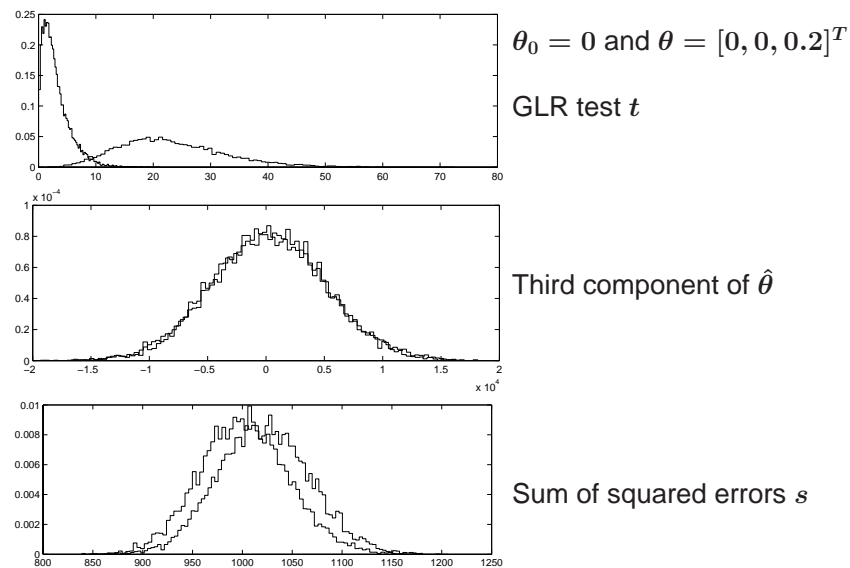 0.25
0.2
0.15
0.1
0.05
0
0 10 20 30 40 50 60 70 80
θ₀ = 0 and θ = [0, 0, 0.2]ᵀ
GLR test t
x 10⁻⁴
1
0.8
0.6
0.4
0.2
0
−2 −1.5 −1 −0.5 0 0.5 1 1.5 2
x 10⁴
Third component of θ̂
0.01
0.008
0.006
0.004
0.002
0
800 850 900 950 1000 1050 1100 1150 1200 1250
Sum of squared errors s